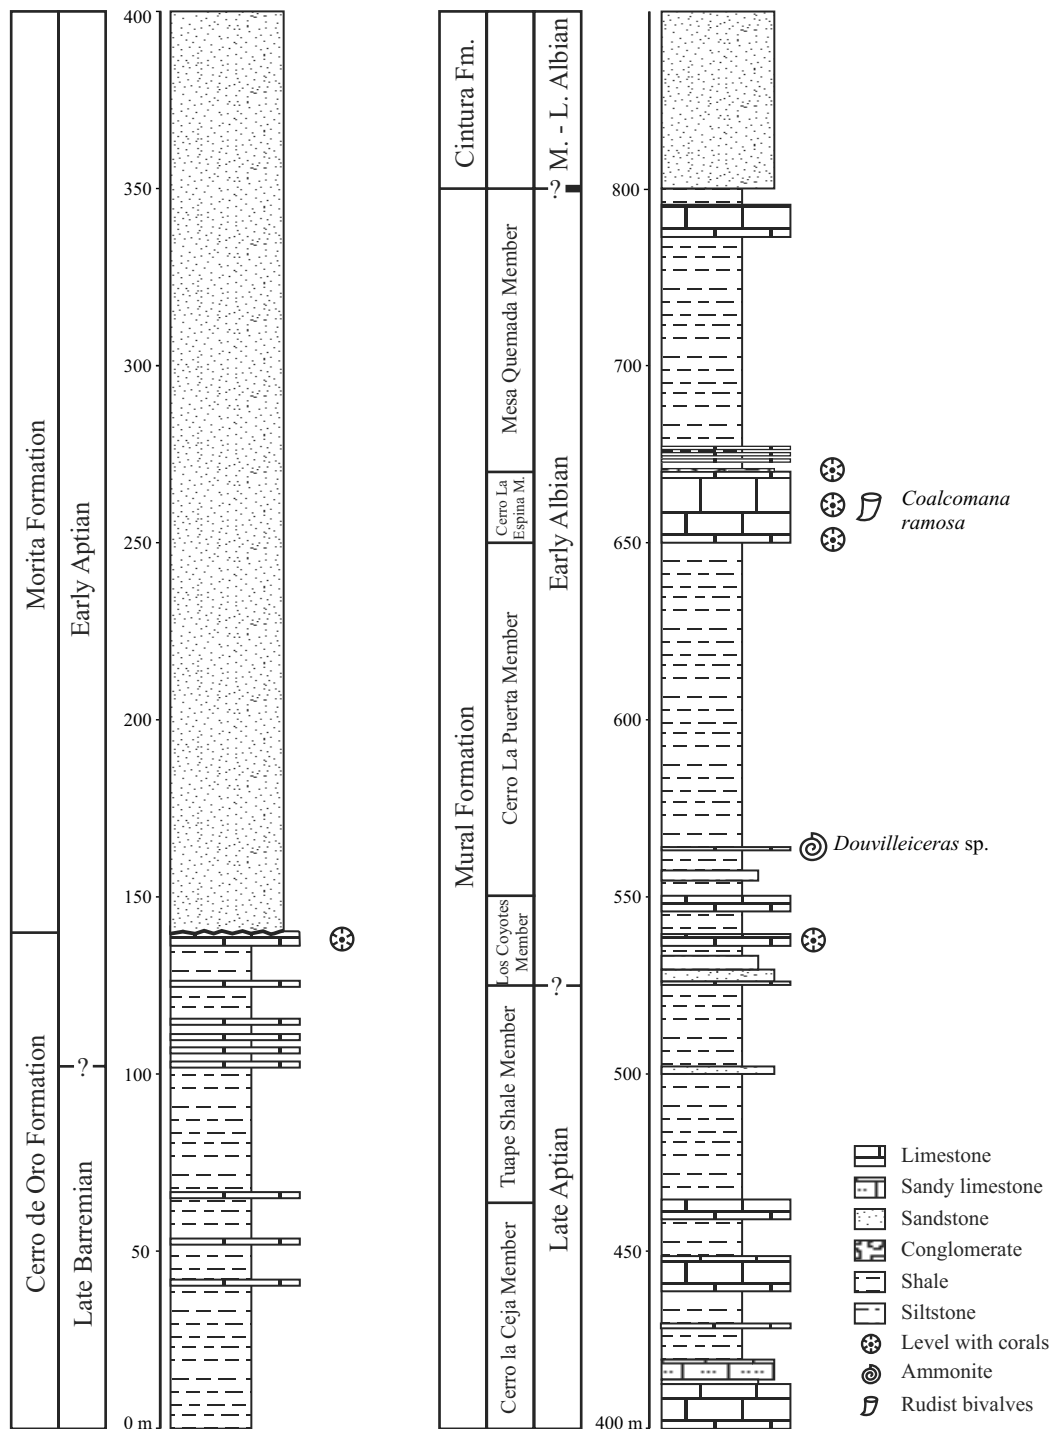 Morita Formation
Cerro de Oro Formation
Early Aptian
?
Late Barremian
400
350
300
250
200
150
100
50
0 m
Cintura Fm.
Mural Formation
Mesa Quemada Member
Cerro La
Espina M.
Cerro La Puerta Member
Los Coyotes
Member
Tuape Shale Member
Cerro la Ceja Member
M. - L. Albian
?
Early Albian
?
Late Aptian
800
700
650
600
550
500
450
400 m
Coalcomana
ramosa
Douvilleiceras sp.
Limestone
Sandy limestone
Sandstone
Conglomerate
Shale
Siltstone
Level with corals
Ammonite
Rudist bivalves